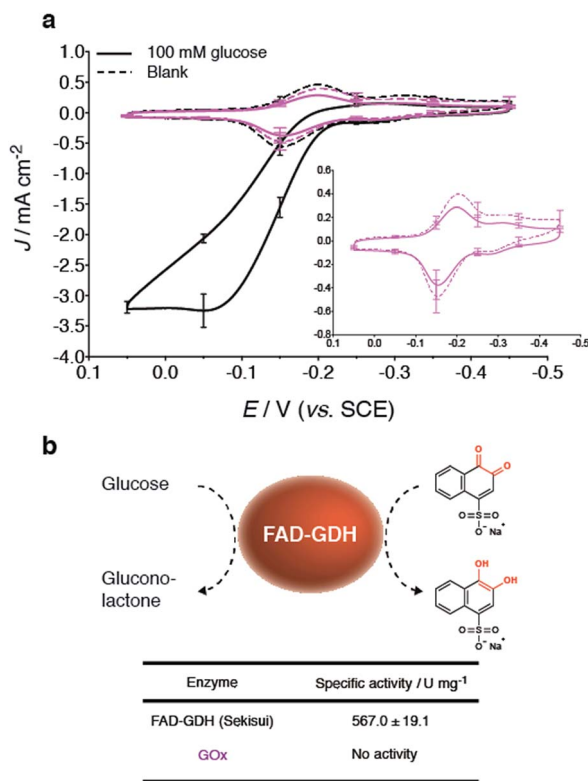 a
100 mM glucose
Blank
1.0
0.5
0.0
-0.5
-1.0
-1.5
-2.0
-2.5
-3.0
-3.5
-4.0
J / mA cm⁻²
0.1
0.0
-0.1
-0.2
-0.3
-0.4
-0.5
E / V (vs. SCE)
0.6
0.4
0.2
0.0
-0.2
-0.4
-0.6
-0.8
0.1
0.0
-0.1
-0.2
-0.3
-0.4
-0.5
b
Glucose
Glucono-
lactone
FAD-GDH
O
O
O=S=O
O⁻ Na⁺
OH
OH
O=S=O
O⁻ Na⁺
Enzyme Specific activity / U mg⁻¹
FAD-GDH (Sekisui) 567.0 ± 19.1
GOx No activity